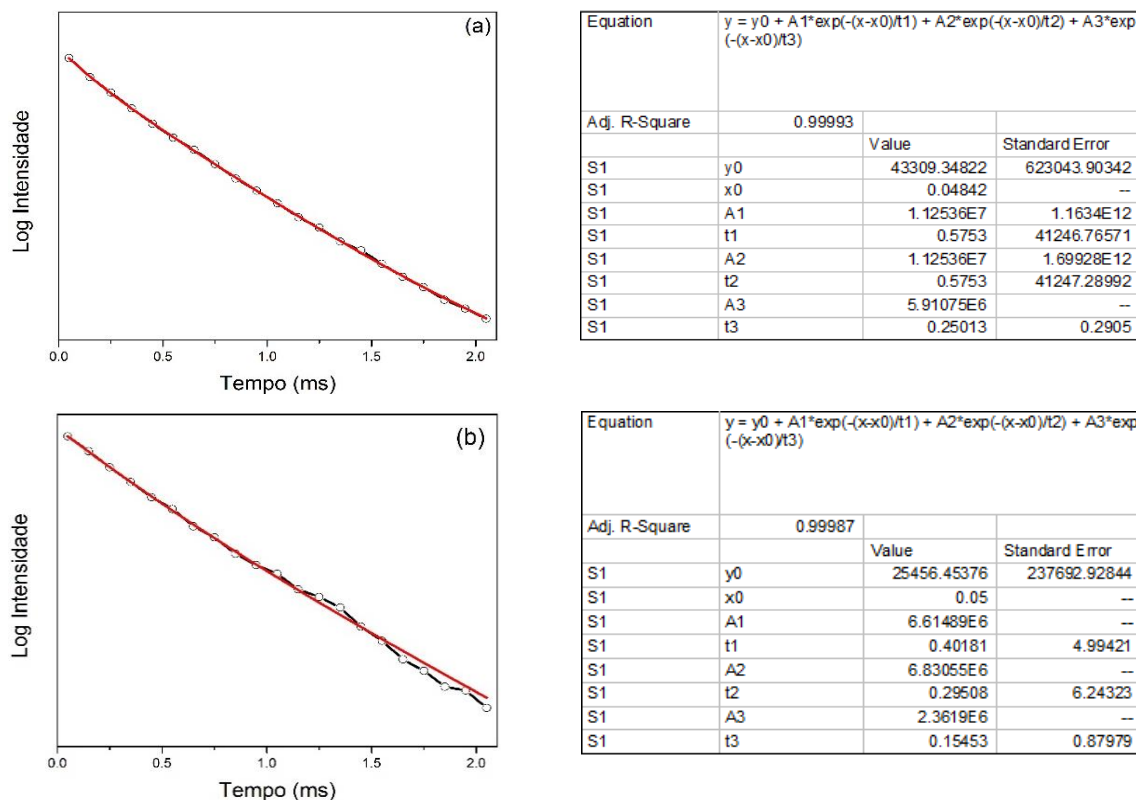 (a)
Log Intensidade
0.0 0.5 1.0 1.5 2.0
Tempo (ms)
Equation y = y0 + A1*exp(-(x-x0)/t1) + A2*exp(-(x-x0)/t2) + A3*exp
(-(x-x0)/t3)
Adj. R-Square 0.99993
Value Standard Error
S1 y0 43309.34822 623043.90342
S1 x0 0.04842 --
S1 A1 1.12536E7 1.1634E12
S1 t1 0.5753 41246.76571
S1 A2 1.12536E7 1.69928E12
S1 t2 0.5753 41247.28992
S1 A3 5.91075E6 --
S1 t3 0.25013 0.2905
(b)
Log Intensidade
0.0 0.5 1.0 1.5 2.0
Tempo (ms)
Equation y = y0 + A1*exp(-(x-x0)/t1) + A2*exp(-(x-x0)/t2) + A3*exp
(-(x-x0)/t3)
Adj. R-Square 0.99987
Value Standard Error
S1 y0 25456.45376 237692.92844
S1 x0 0.05 --
S1 A1 6.61489E6 --
S1 t1 0.40181 4.99421
S1 A2 6.83055E6 --
S1 t2 0.29508 6.24323
S1 A3 2.3619E6 --
S1 t3 0.15453 0.87979